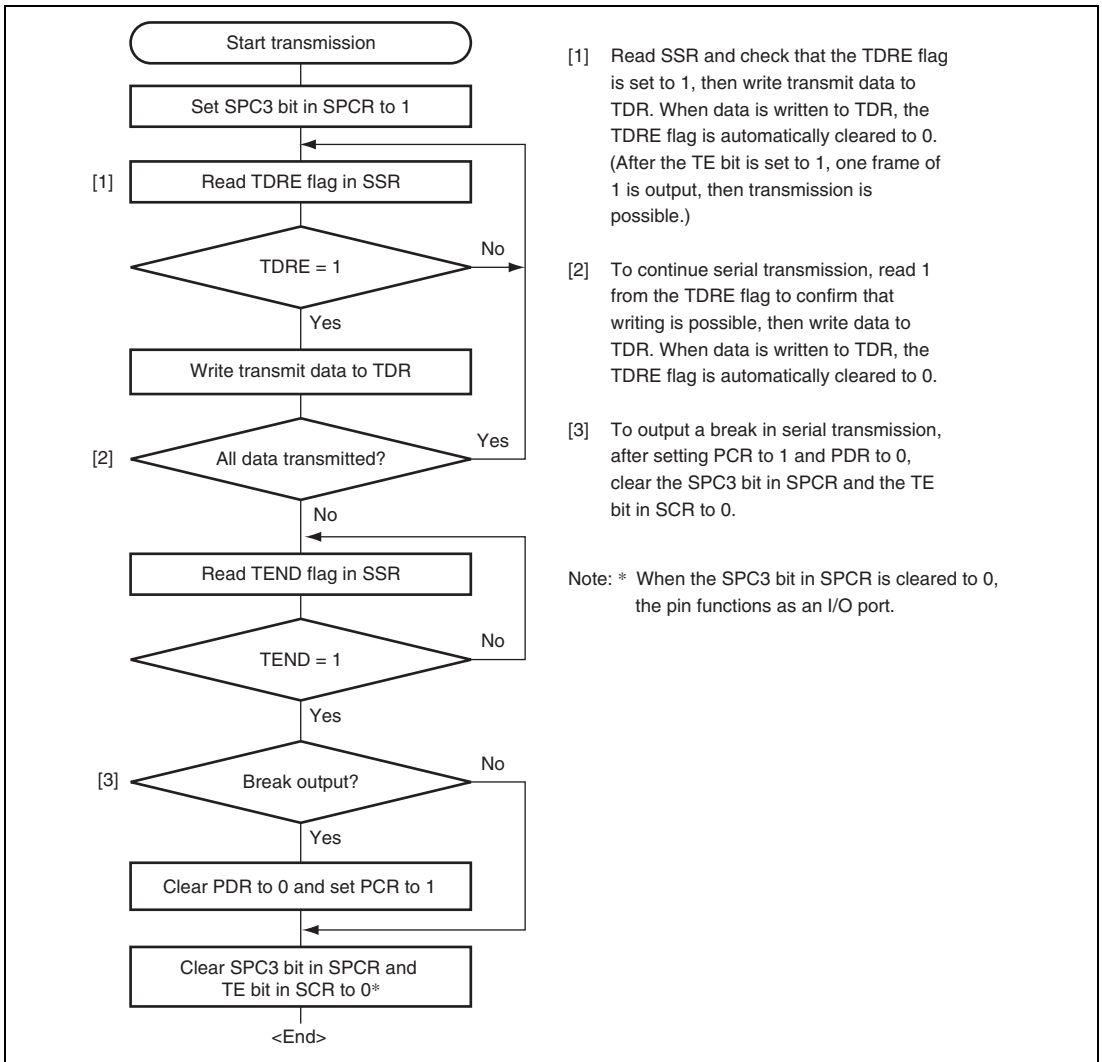 Start transmission
Set SPC3 bit in SPCR to 1
[1]
Read TDRE flag in SSR
No
TDRE = 1
Yes
Write transmit data to TDR
Yes
[2]
All data transmitted?
No
Read TEND flag in SSR
No
TEND = 1
Yes
No
[3]
Break output?
Yes
Clear PDR to 0 and set PCR to 1
Clear SPC3 bit in SPCR and
TE bit in SCR to 0*
<End>
[1] Read SSR and check that the TDRE flag
is set to 1, then write transmit data to
TDR. When data is written to TDR, the
TDRE flag is automatically cleared to 0.
(After the TE bit is set to 1, one frame of
1 is output, then transmission is
possible.)
[2] To continue serial transmission, read 1
from the TDRE flag to confirm that
writing is possible, then write data to
TDR. When data is written to TDR, the
TDRE flag is automatically cleared to 0.
[3] To output a break in serial transmission,
after setting PCR to 1 and PDR to 0,
clear the SPC3 bit in SPCR and the TE
bit in SCR to 0.
Note: * When the SPC3 bit in SPCR is cleared to 0,
the pin functions as an I/O port.